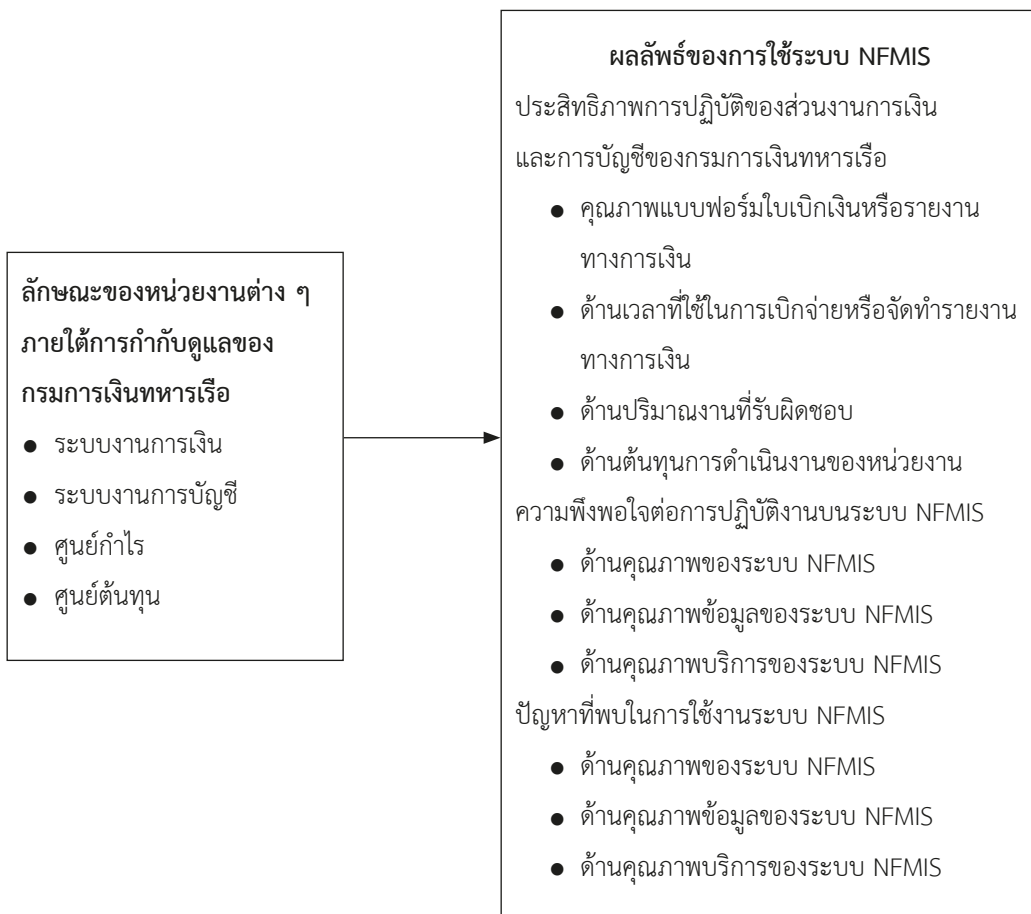 ลักษณะของหน่วยงานต่าง ๆ
ภายใต้การกำกับดูแลของ
กรมการเงินทหารเรือ
● ระบบงานการเงิน
● ระบบงานการบัญชี
● ศูนย์กำไร
● ศูนย์ต้นทุน
ผลลัพธ์ของการใช้ระบบ NFMIS
ประสิทธิภาพการปฏิบัติของส่วนงานการเงิน
และการบัญชีของกรมการเงินทหารเรือ
● คุณภาพแบบฟอร์มใบเบิกเงินหรือรายงาน
ทางการเงิน
● ด้านเวลาที่ใช้ในการเบิกจ่ายหรือจัดทำรายงาน
ทางการเงิน
● ด้านปริมาณงานที่รับผิดชอบ
● ด้านต้นทุนการดำเนินงานของหน่วยงาน
ความพึงพอใจต่อการปฏิบัติงานบนระบบ NFMIS
● ด้านคุณภาพของระบบ NFMIS
● ด้านคุณภาพข้อมูลของระบบ NFMIS
● ด้านคุณภาพบริการของระบบ NFMIS
ปัญหาที่พบในการใช้งานระบบ NFMIS
● ด้านคุณภาพของระบบ NFMIS
● ด้านคุณภาพข้อมูลของระบบ NFMIS
● ด้านคุณภาพบริการของระบบ NFMIS